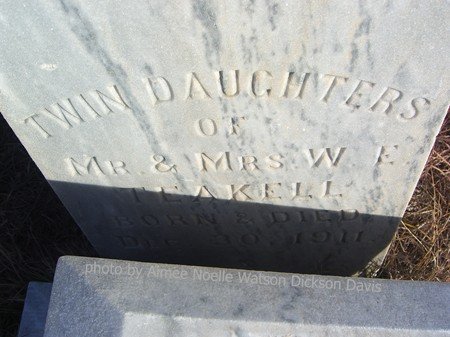 TWIN DAUGHTERS
OF
MR. & MRS. W. E.
TEAKELL
BORN & DIED
DEC. 30, 1911
photo by Aimee Noelle Watson Dickson Davis